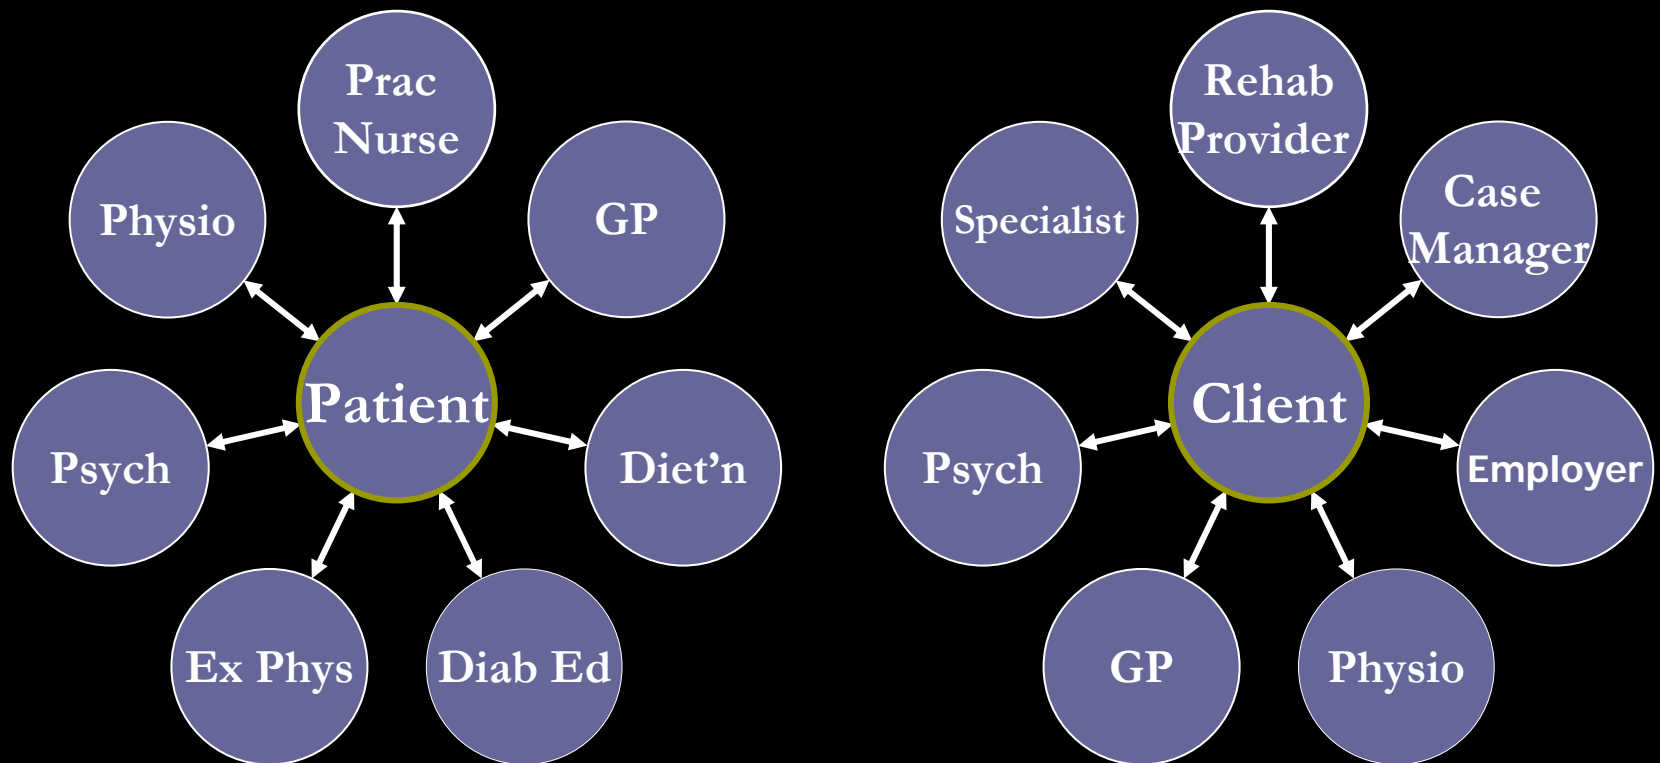 Prac
Nurse
Physio
GP
Patient
Psych
Diet’n
Ex Phys
Diab Ed
Rehab
Provider
Specialist
Case
Manager
Client
Psych
Employer
GP
Physio